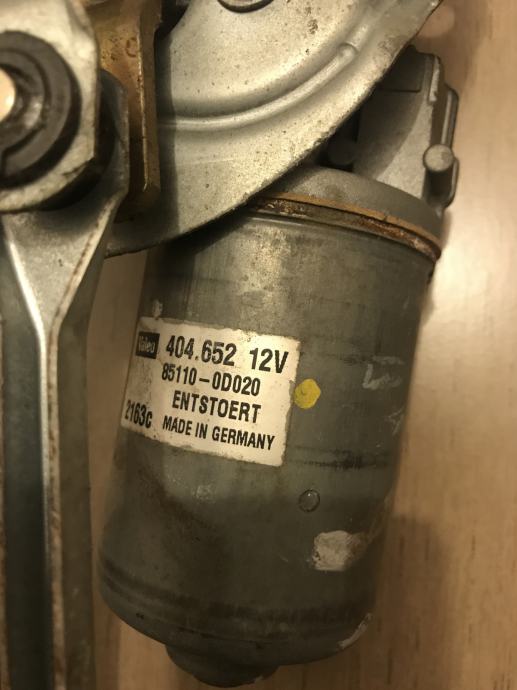 Valeo 404.652 12V
85110-0D020
ENTSTOERT
2163c MADE IN GERMANY